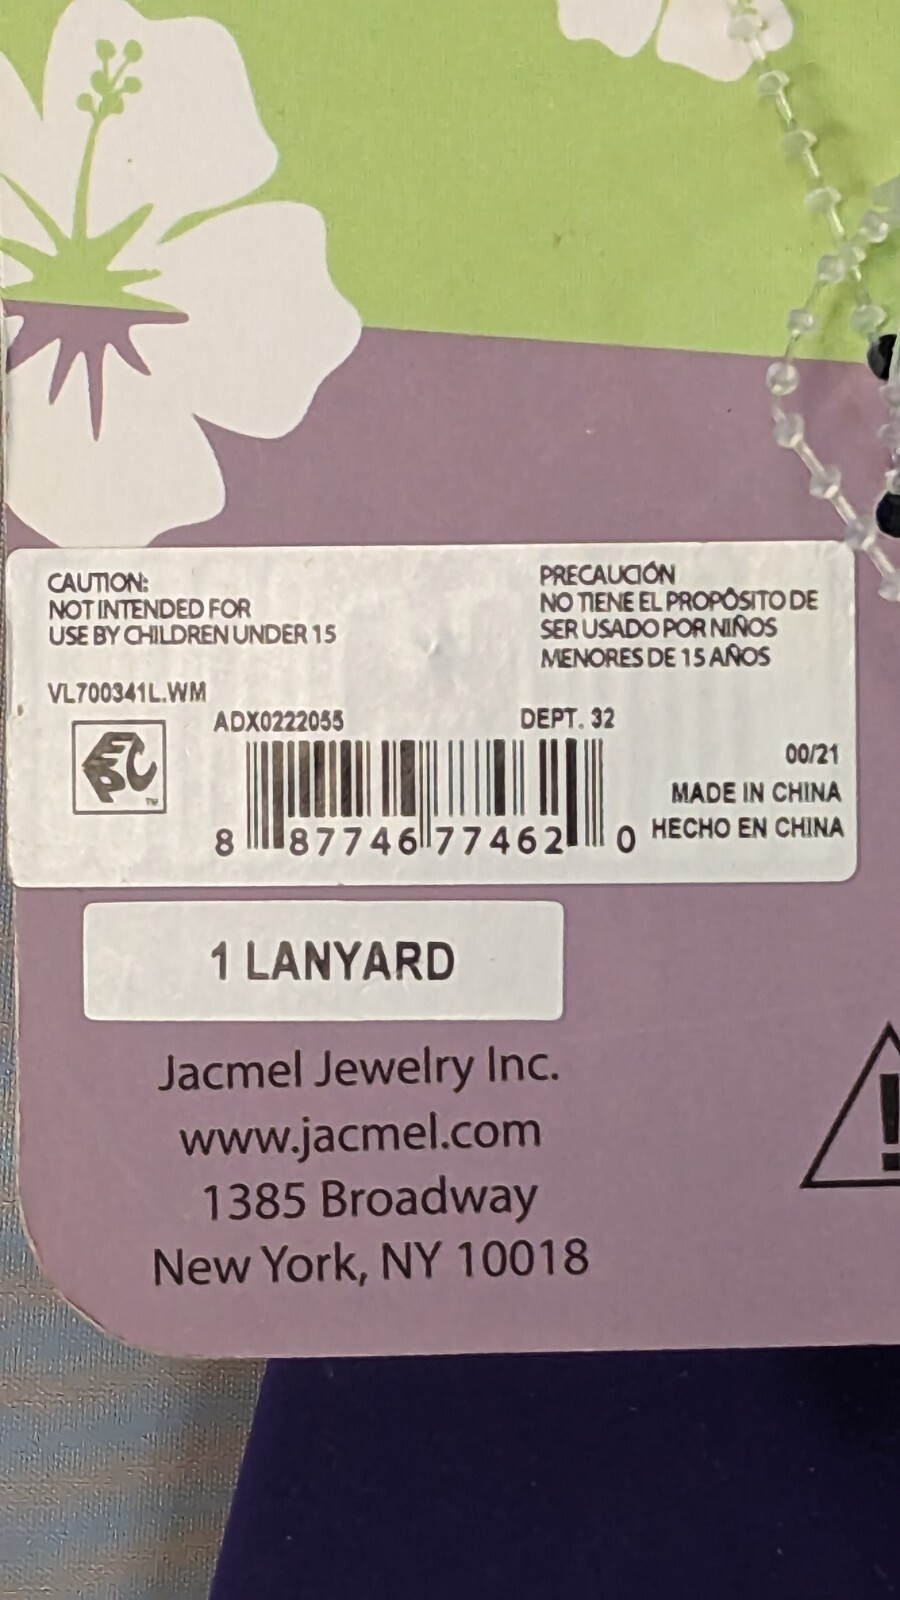 CAUTION:
NOT INTENDED FOR
USE BY CHILDREN UNDER 15
PRECAUCIÓN
NO TIENE EL PROPÓSITO DE
SER USADO POR NIÑOS
MENORES DE 15 AÑOS
VL700341L.WM
ADX0222055
DEPT. 32
00/21
MADE IN CHINA
HECHO EN CHINA
8 87746 77462 0
1 LANYARD
Jacmel Jewelry Inc.
www.jacmel.com
1385 Broadway
New York, NY 10018
!